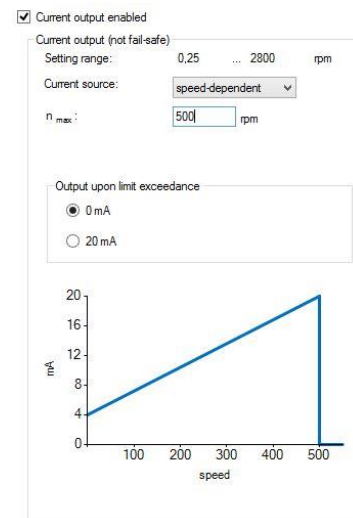 Current output enabled
Current output (not fail-safe)
Setting range: 0,25 ... 2800 rpm
Current source: speed-dependent
n max : 500 rpm
Output upon limit exceedance
0 mA
20 mA
20
16
12
mA
8
4
0
100 200 300 400 500
speed